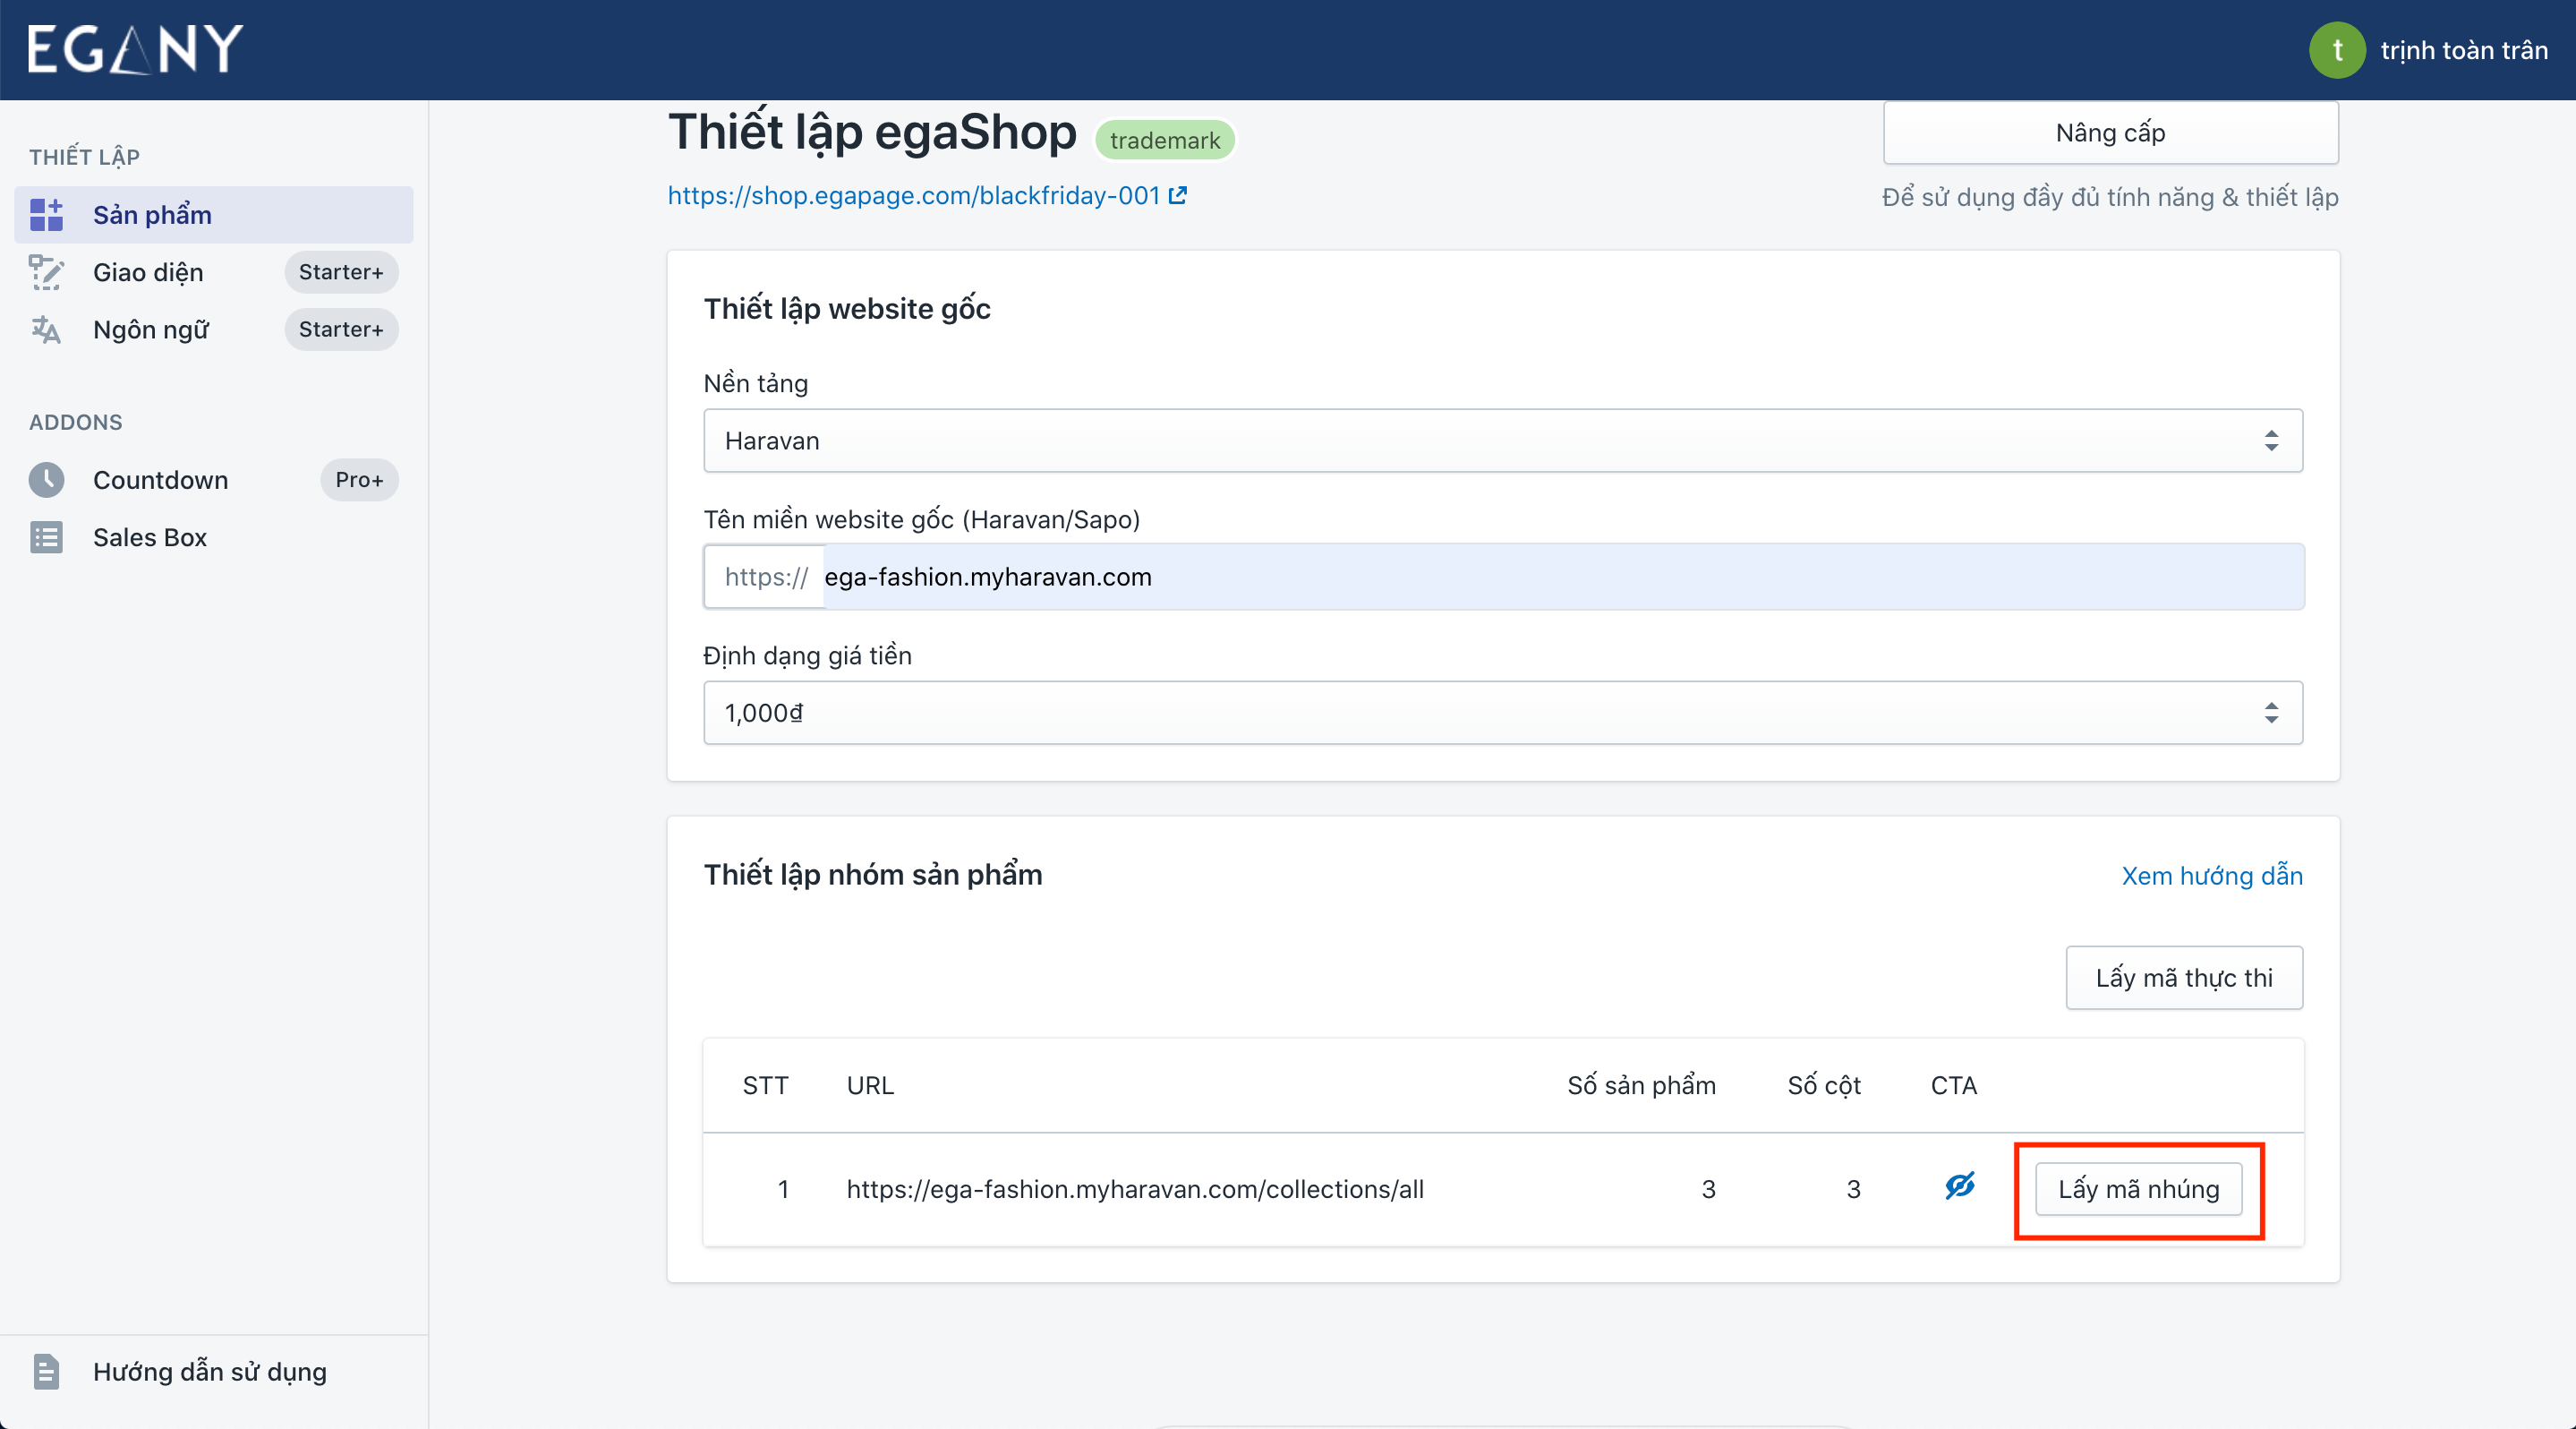 EGANY
t
trịnh toàn trân
THIẾT LẬP
Sản phẩm
Giao diện
Starter+
Ngôn ngữ
Starter+
ADDONS
Countdown
Pro+
Sales Box
Hướng dẫn sử dụng
Thiết lập egaShop
trademark
https://shop.egapage.com/blackfriday-001
Nâng cấp
Để sử dụng đầy đủ tính năng & thiết lập
Thiết lập website gốc
Nền tảng
Haravan
Tên miền website gốc (Haravan/Sapo)
https:// ega-fashion.myharavan.com
Định dạng giá tiền
1,000₫
Thiết lập nhóm sản phẩm
Xem hướng dẫn
Lấy mã thực thi
STT URL Số sản phẩm Số cột CTA
1 https://ega-fashion.myharavan.com/collections/all 3 3 Lấy mã nhúng